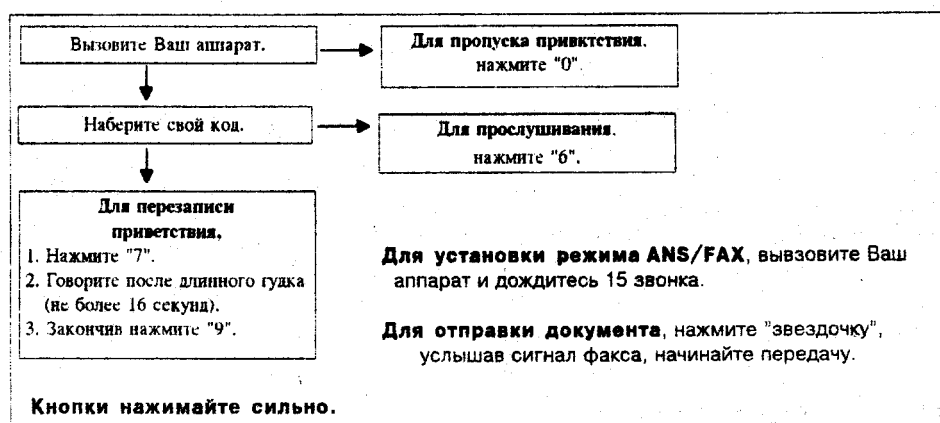 Вызовите Ваш аппарат.
Для пропуска привктствия.
нажмите "0".
Наберите свой код.
Для прослушивания.
нажмите "6".
Для перезаписи
приветствия.
1. Нажмите "7".
2. Говорите после длинного гудка
(не более 16 секунд).
3. Закончив нажмите "9".
Для установки режима ANS/FAX, вывзовите Ваш
аппарат и дождитесь 15 звонка.
Для отправки документа, нажмите "звездочку",
услышав сигнал факса, начинайте передачу.
Кнопки нажимайте сильно.